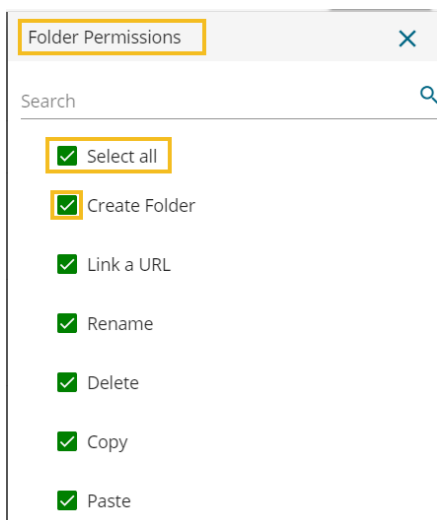 Folder Permissions
Search
Select all
Create Folder
Link a URL
Rename
Delete
Copy
Paste